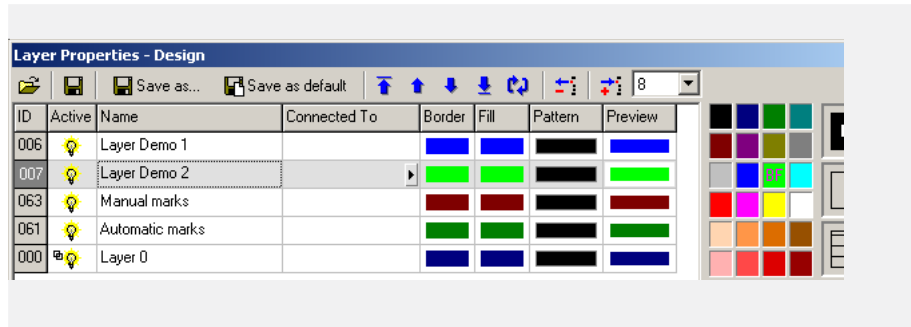 Layer Properties - Design
Save as... Save as default 8
ID Active Name Connected To Border Fill Pattern Preview
006 Layer Demo 1
007 Layer Demo 2
063 Manual marks
061 Automatic marks
000 Layer 0
BF